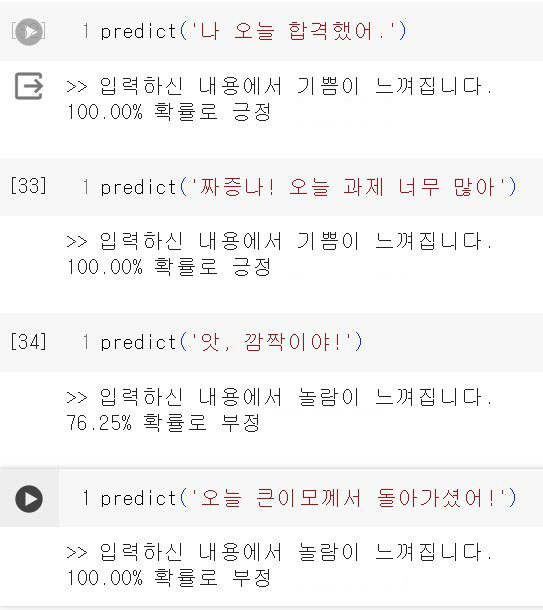 1 predict('나 오늘 합격했어.')
>> 입력하신 내용에서 기쁨이 느껴집니다.
100.00% 확률로 긍정
[33] 1 predict('짜증나! 오늘 과제 너무 많아')
>> 입력하신 내용에서 기쁨이 느껴집니다.
100.00% 확률로 긍정
[34] 1 predict('앗, 깜짝이야!')
>> 입력하신 내용에서 놀람이 느껴집니다.
76.25% 확률로 부정
1 predict('오늘 큰이모께서 돌아가셨어!')
>> 입력하신 내용에서 놀람이 느껴집니다.
100.00% 확률로 부정